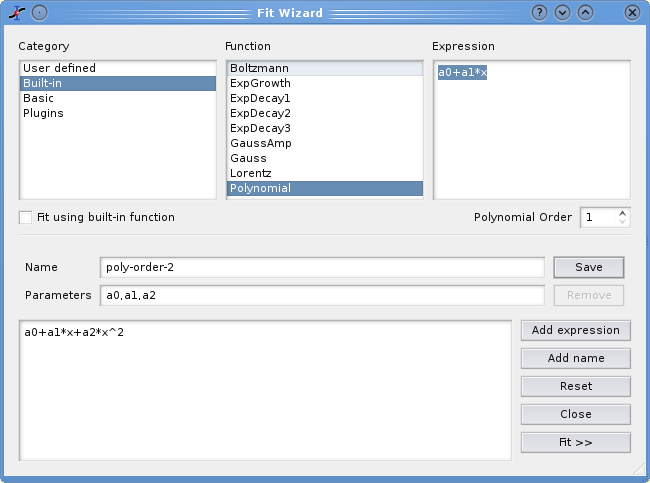 Fit Wizard
Category
Function
Expression
User defined
Built-in
Basic
Plugins
Boltzmann
ExpGrowth
ExpDecay1
ExpDecay2
ExpDecay3
GaussAmp
Gauss
Lorentz
Polynomial
a0+a1*x
Fit using built-in function
Polynomial Order 1
Name poly-order-2 Save
Parameters a0,a1,a2 Remove
a0+a1*x+a2*x^2
Add expression
Add name
Reset
Close
Fit >>